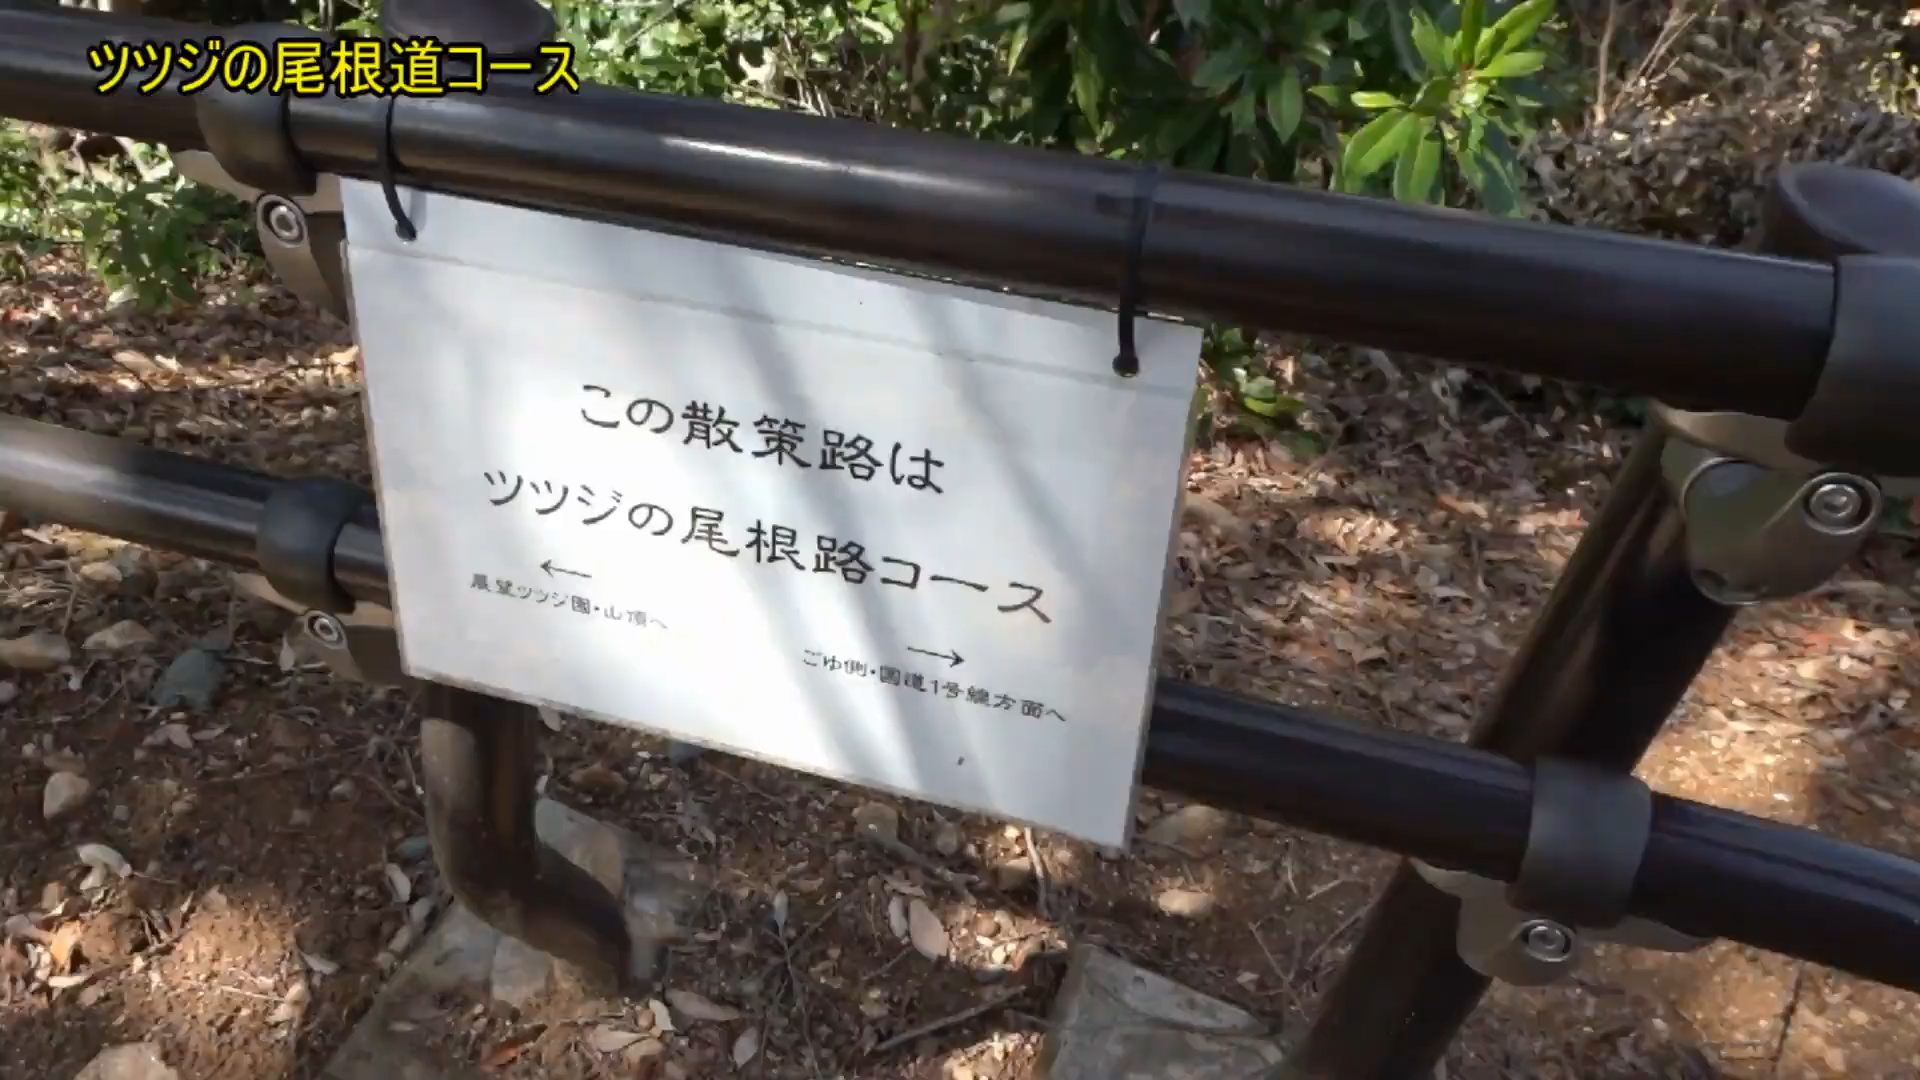 ツツジの尾根道コース
この散策路は
ツツジの尾根路コース
←
展望ツツジ園・山頂へ
→
ごゆ側・国道1号線方面へ